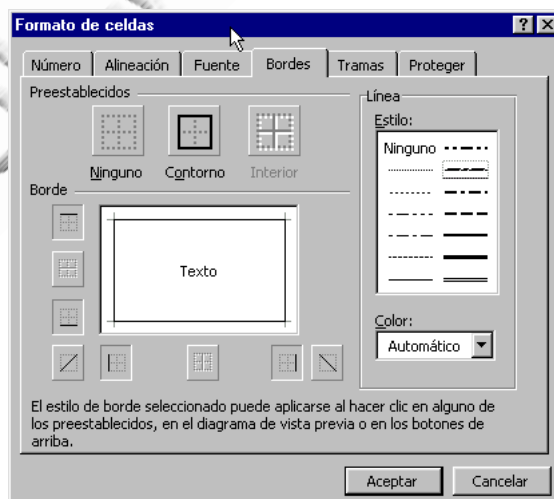 Formato de celdas
Número Alineación Fuente Bordes Tramas Proteger
Preestablecidos
Ninguno Contorno Interior
Línea
Estilo:
Ninguno
Borde
Texto
Color:
Automático
El estilo de borde seleccionado puede aplicarse al hacer clic en alguno de
los preestablecidos, en el diagrama de vista previa o en los botones de
arriba.
Aceptar Cancelar